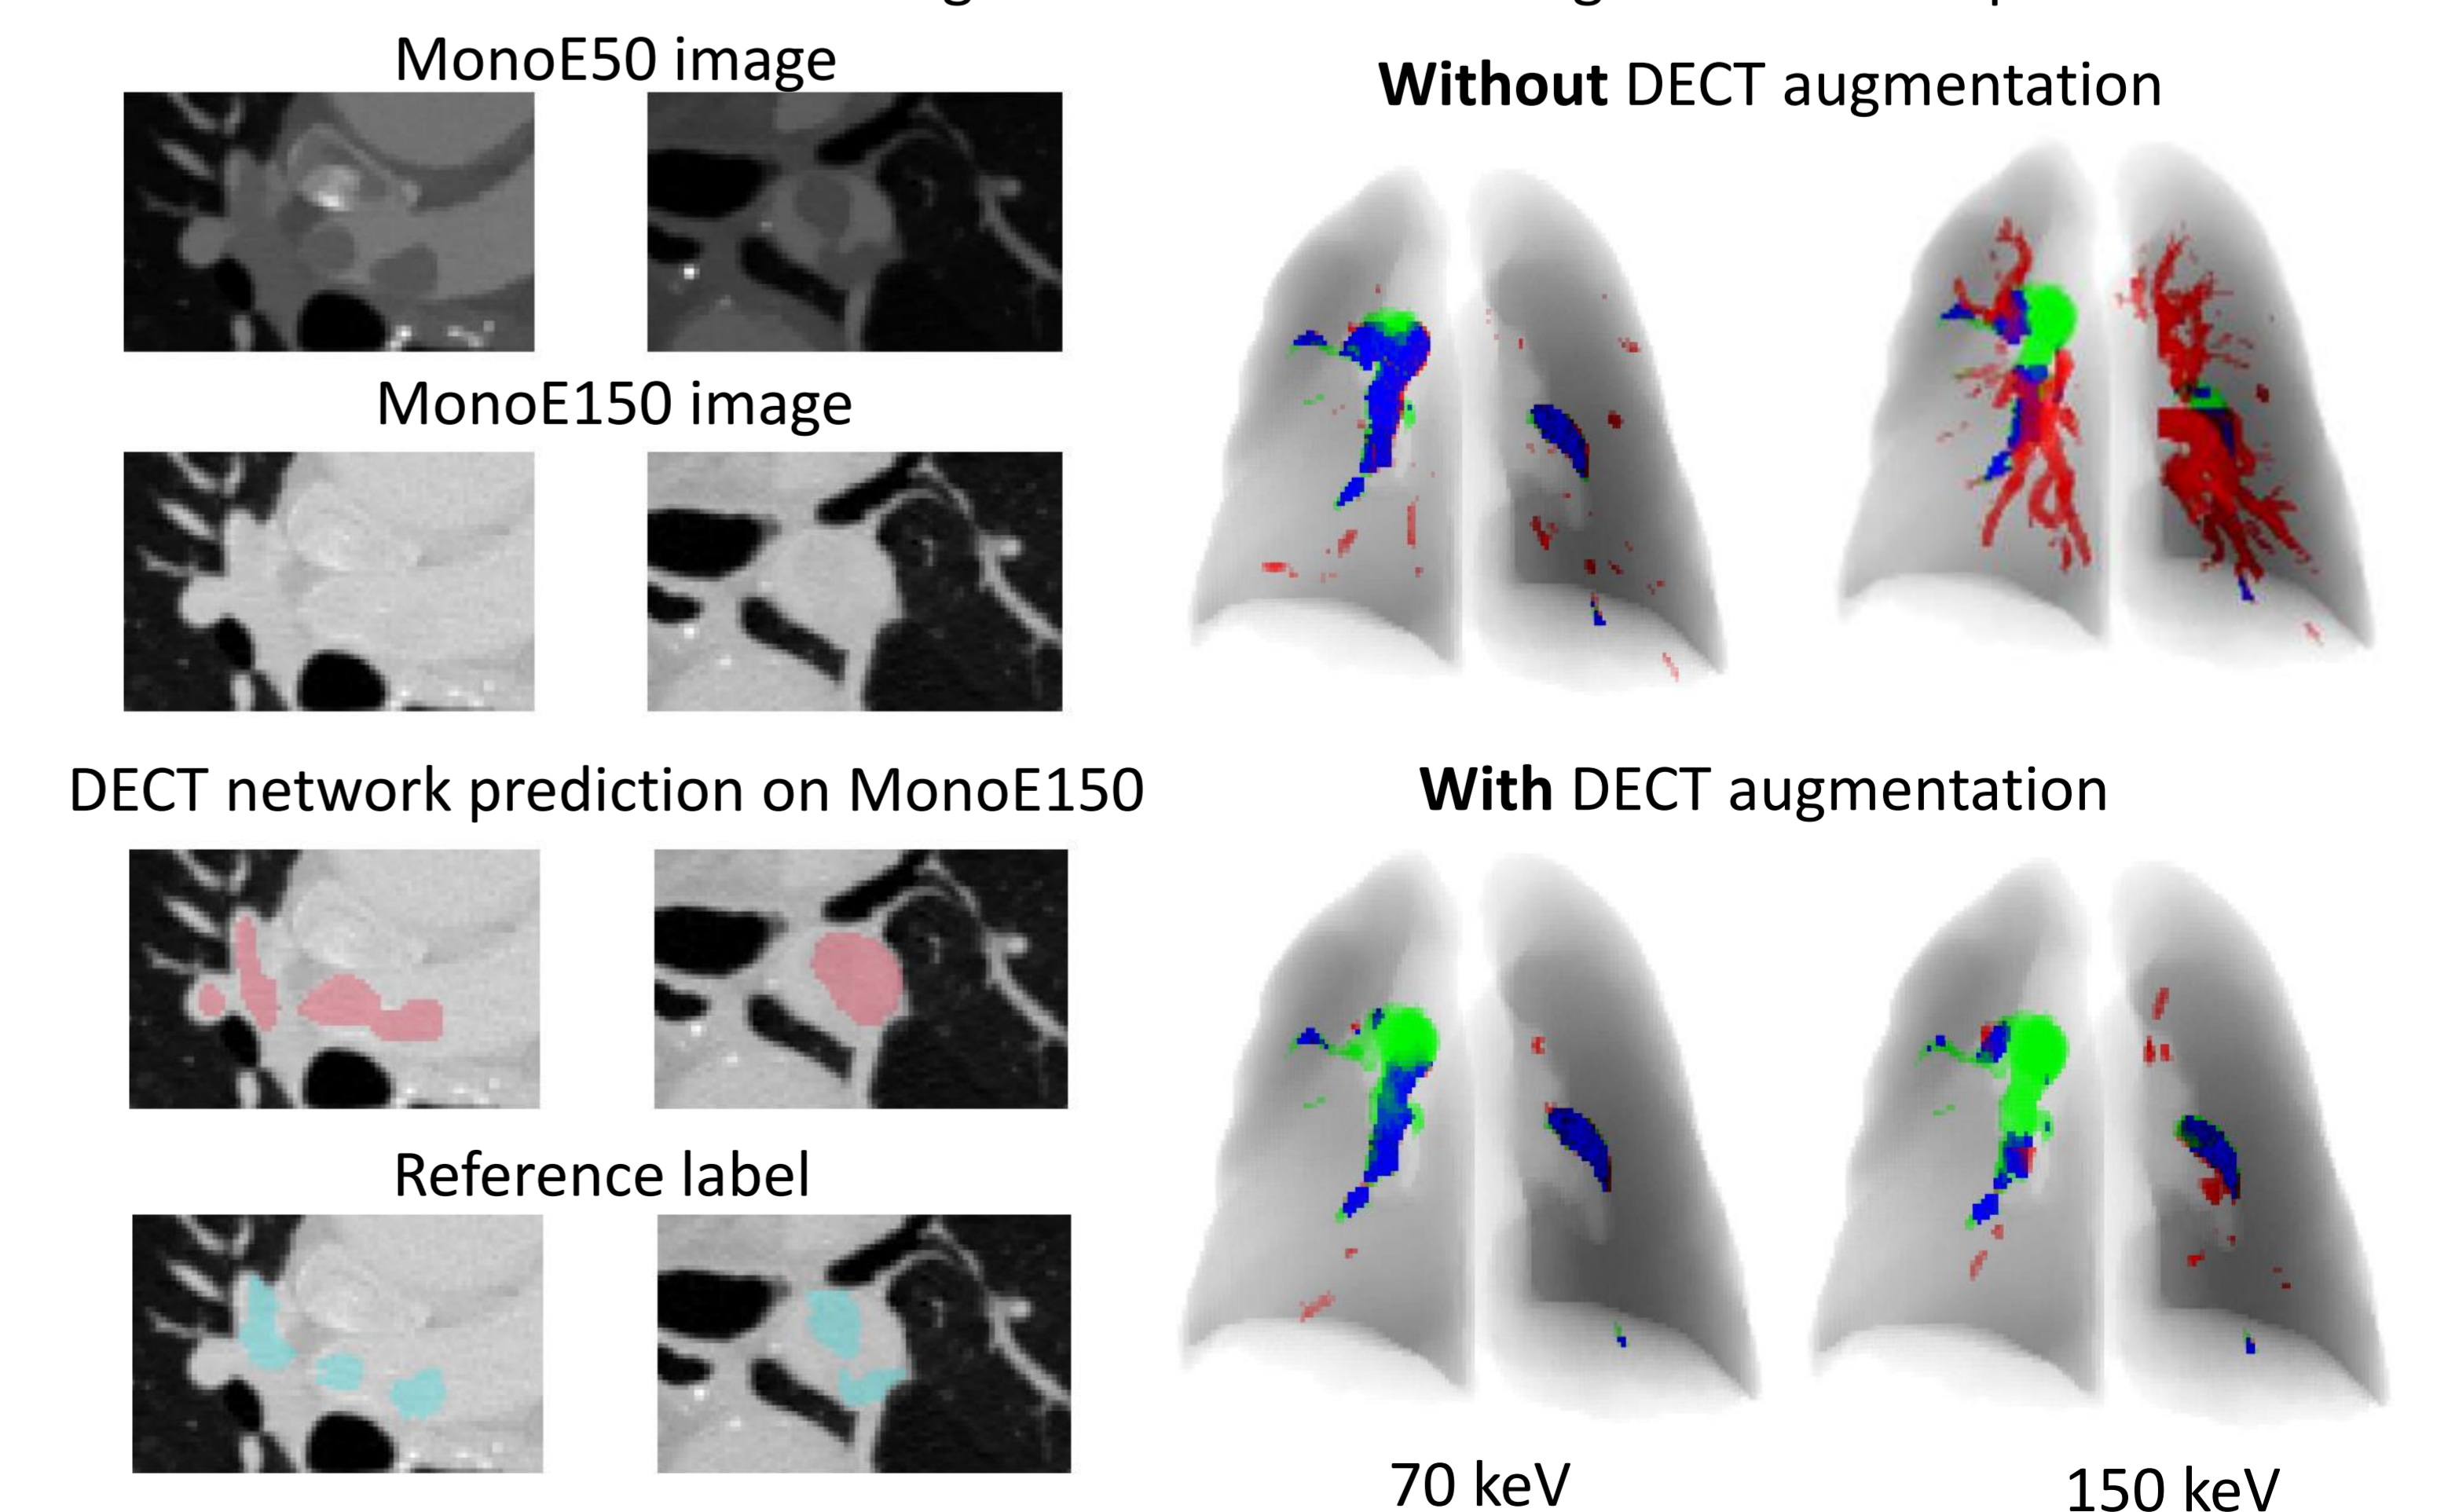 MonoE50 image
MonoE150 image
DECT network prediction on MonoE150
Reference label
Without DECT augmentation
With DECT augmentation
70 keV
150 keV